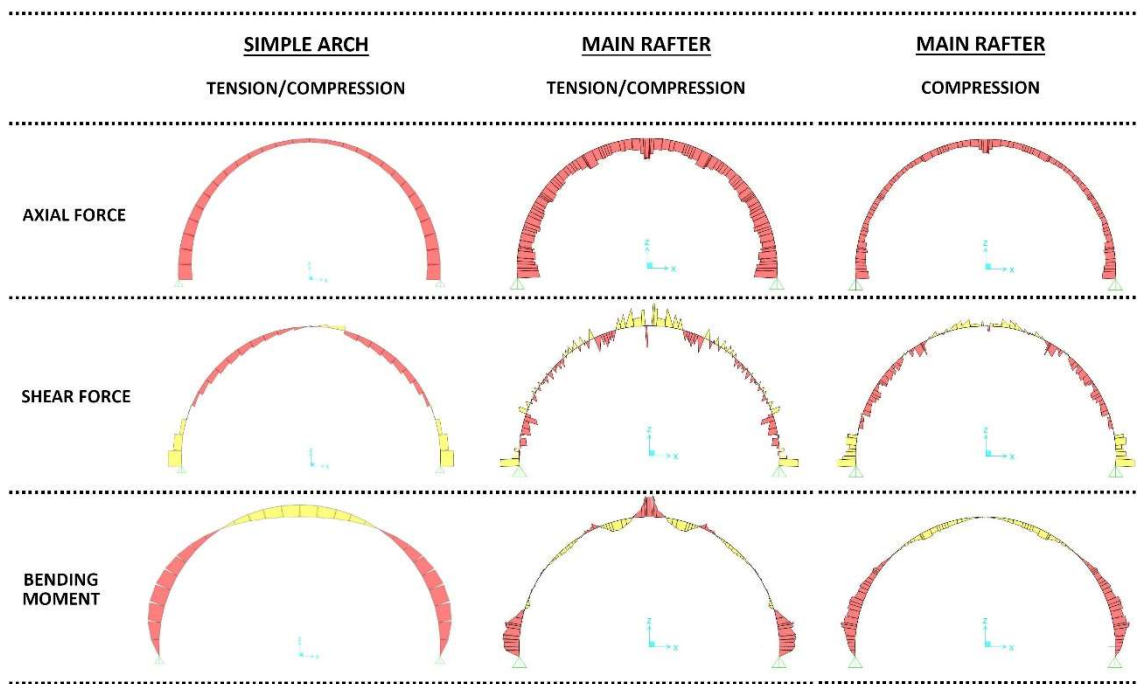 SIMPLE ARCH
MAIN RAFTER
MAIN RAFTER
TENSION/COMPRESSION
TENSION/COMPRESSION
COMPRESSION
AXIAL FORCE
Z
X
Z
X
SHEAR FORCE
Z
X
Z
X
BENDING
MOMENT
Z
X
Z
X